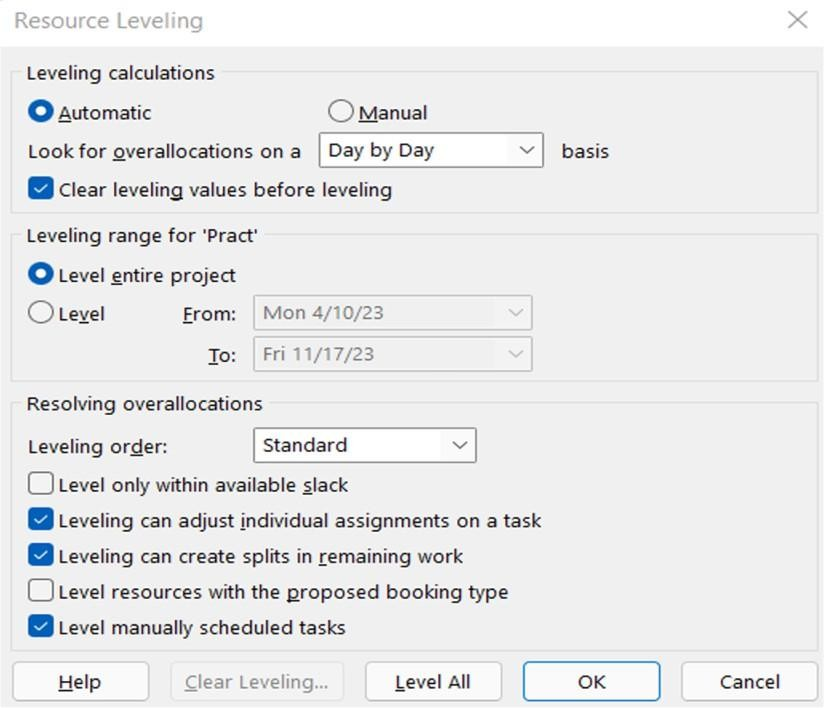 Resource Leveling
Leveling calculations
Automatic Manual
Look for overallocations on a Day by Day basis
Clear leveling values before leveling
Leveling range for 'Pract'
Level entire project
Level From: Mon 4/10/23
To: Fri 11/17/23
Resolving overallocations
Leveling order: Standard
Level only within available slack
Leveling can adjust individual assignments on a task
Leveling can create splits in remaining work
Level resources with the proposed booking type
Level manually scheduled tasks
Help Clear Leveling... Level All OK Cancel